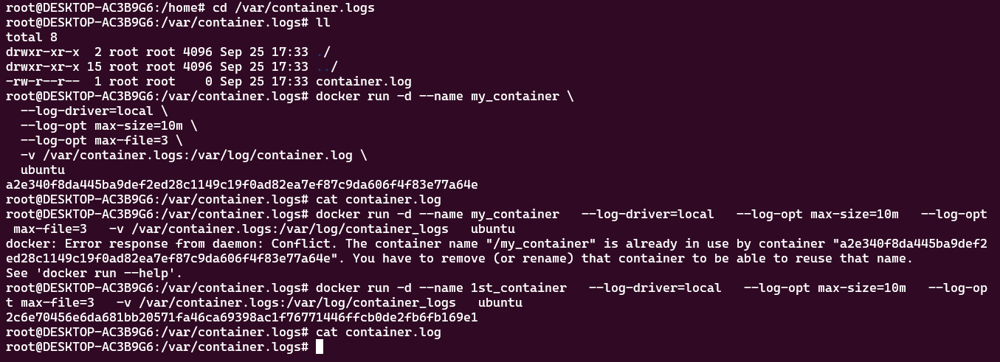 root@DESKTOP-AC3B9G6:/home# cd /var/container.logs
root@DESKTOP-AC3B9G6:/var/container.logs# ll
total 8
drwxr-xr-x  2 root root 4096 Sep 25 17:33 ./
drwxr-xr-x 15 root root 4096 Sep 25 17:33 ../
-rw-r--r--  1 root root    0 Sep 25 17:33 container.log
root@DESKTOP-AC3B9G6:/var/container.logs# docker run -d --name my_container \
  --log-driver=local \
  --log-opt max-size=10m \
  --log-opt max-file=3 \
  -v /var/container.logs:/var/log/container.log \
  ubuntu
a2e340f8da445ba9def2ed28c1149c19f0ad82ea7ef87c9da606f4f83e77a64e
root@DESKTOP-AC3B9G6:/var/container.logs# cat container.log
root@DESKTOP-AC3B9G6:/var/container.logs# docker run -d --name my_container   --log-driver=local   --log-opt max-size=10m   --log-opt
 max-file=3   -v /var/container.logs:/var/log/container_logs   ubuntu
docker: Error response from daemon: Conflict. The container name "/my_container" is already in use by container "a2e340f8da445ba9def2
ed28c1149c19f0ad82ea7ef87c9da606f4f83e77a64e". You have to remove (or rename) that container to be able to reuse that name.
See 'docker run --help'.
root@DESKTOP-AC3B9G6:/var/container.logs# docker run -d --name 1st_container   --log-driver=local   --log-opt max-size=10m   --log-op
t max-file=3   -v /var/container.logs:/var/log/container_logs   ubuntu
2c6e70456e6da681bb20571fa46ca69398ac1f76771446ffcb0de2fb6fb169e1
root@DESKTOP-AC3B9G6:/var/container.logs# cat container.log
root@DESKTOP-AC3B9G6:/var/container.logs#